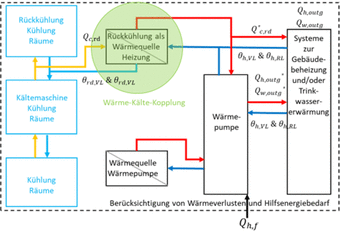 Rückkühlung
Kühlung
Räume
Q_c,rd
Rückkühlung als
Wärmequelle
Heizung
Q*_c,rd
Q_h,outg
Q_w,outg
Systeme
zur
Gebäude-
beheizung
und/oder
Trink-
wasser-
erwärmung
θ_h,VL & θ_h,RL
θ_rd,VL & θ_rd,RL
Wärme-Kälte-Kopplung
Kältemaschine
Kühlung
Räume
Q_h,outg*
Q_w,outg*
Wärme-
pumpe
θ_h,VL & θ_h,RL
Kühlung
Räume
Wärmequelle
Wärmepumpe
Berücksichtigung von Wärmeverlusten und Hilfsenergiebedarf
Q_h,f